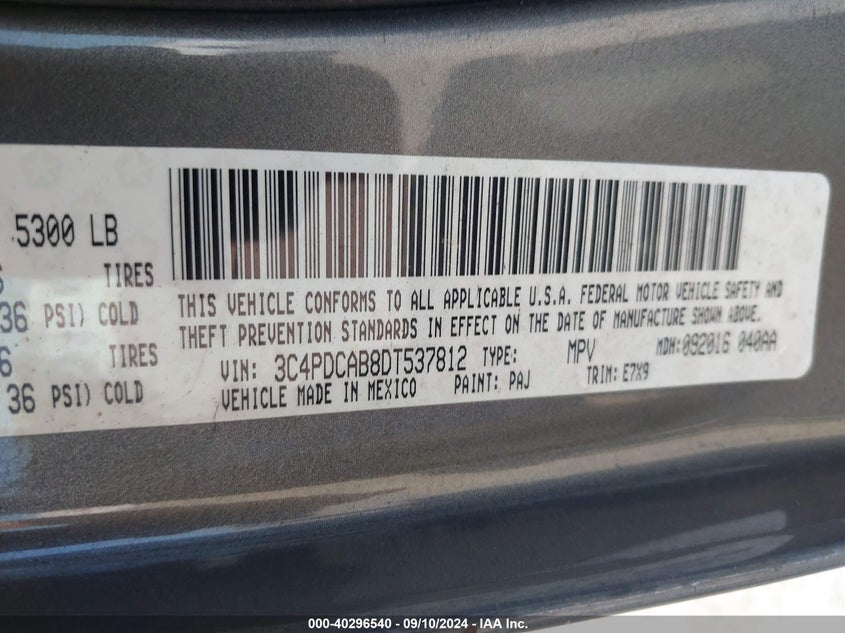 5300 LB
TIRES
36 PSI) COLD
6 TIRES
36 PSI) COLD
THIS VEHICLE CONFORMS TO ALL APPLICABLE U.S.A. FEDERAL MOTOR VEHICLE SAFETY AND
THEFT PREVENTION STANDARDS IN EFFECT ON THE DATE OF MANUFACTURE SHOWN ABOVE.
VIN: 3C4PDCAB8DT537812 TYPE: MPV MDH: 092016 040AA
VEHICLE MADE IN MEXICO PAINT: PAJ TRIM: E7X9
000-40296540 - 09/10/2024 - IAA Inc.